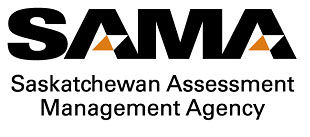 SAMA
Saskatchewan Assessment
Management Agency